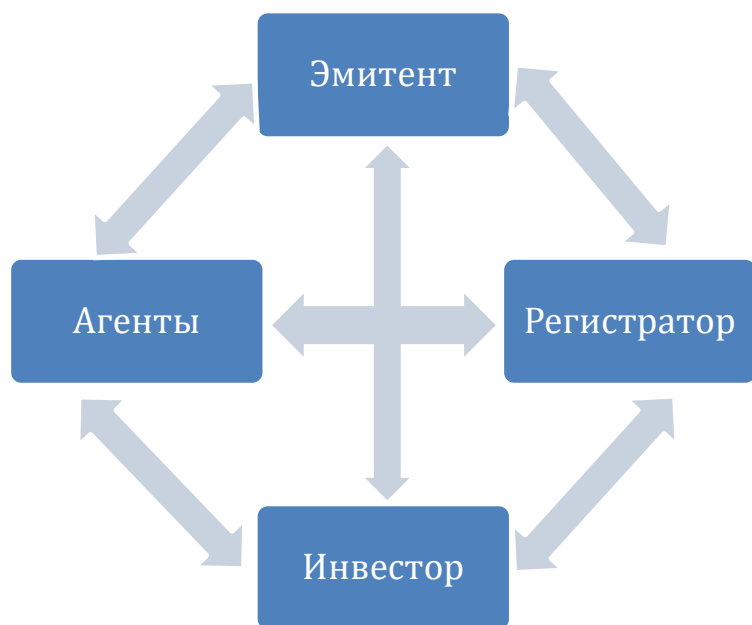 Эмитент
Агенты
Регистратор
Инвестор